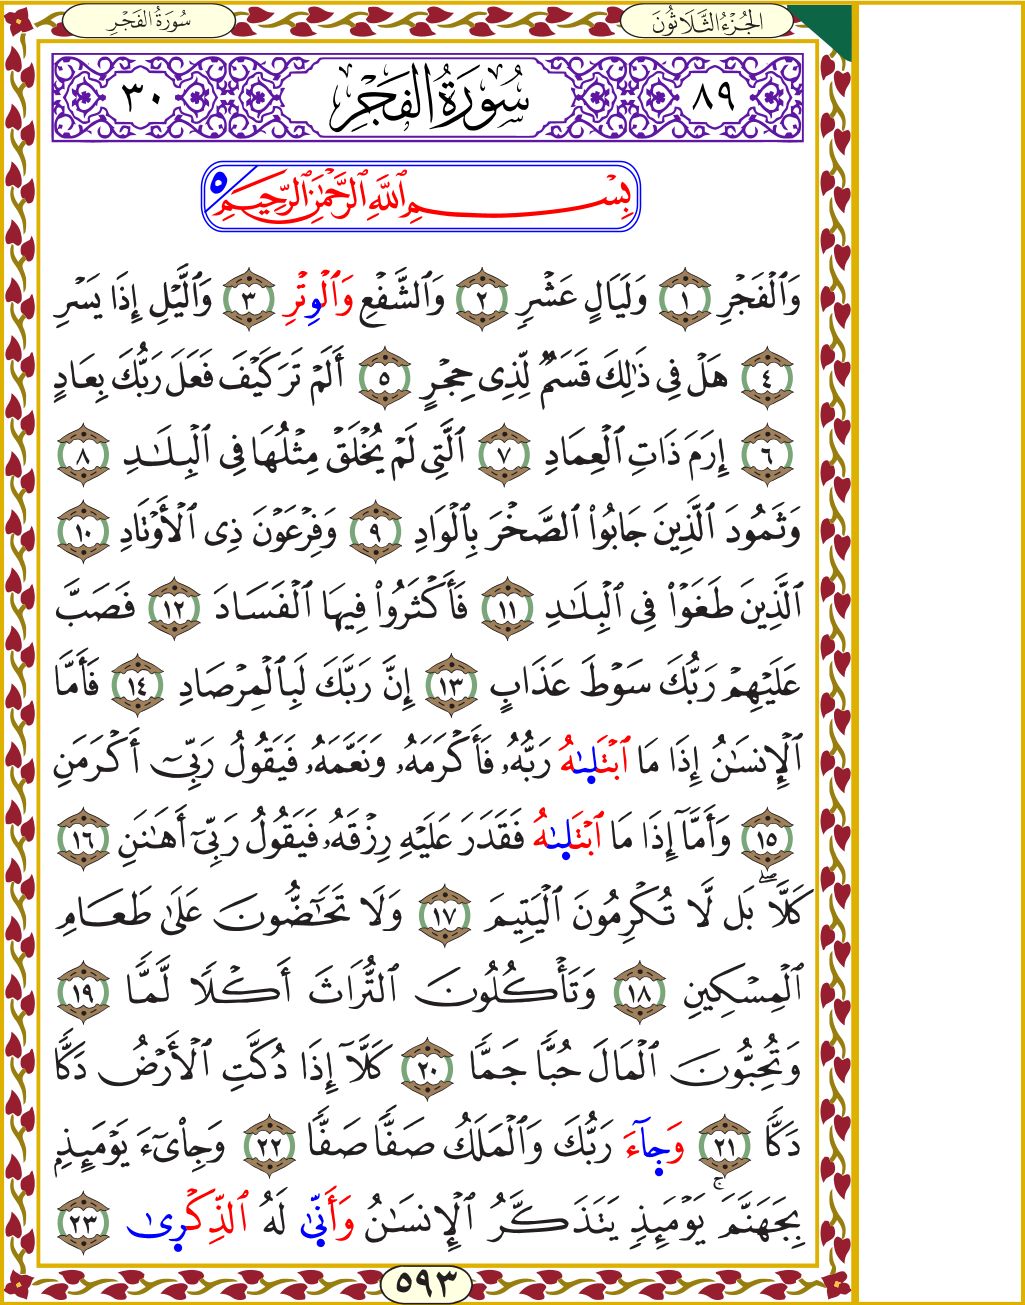 الجُزْءُ الثَّلَاثُونَ
سُورَةُ الفَجْرِ
٨٩ سُورَةُ الفَجْرِ ٣٠
بِسْمِ ٱللَّهِ ٱلرَّحْمَٰنِ ٱلرَّحِيمِ ٥
وَٱلْفَجْرِ ١ وَلَيَالٍ عَشْرٍ ٢ وَٱلشَّفْعِ وَٱلْوِتْرِ ٣ وَٱلَّيْلِ إِذَا يَسْرِ
٤ هَلْ فِى ذَٰلِكَ قَسَمٌ لِّذِى حِجْرٍ ٥ أَلَمْ تَرَ كَيْفَ فَعَلَ رَبُّكَ بِعَادٍ
٦ إِرَمَ ذَاتِ ٱلْعِمَادِ ٧ ٱلَّتِى لَمْ يُخْلَقْ مِثْلُهَا فِى ٱلْبِلَٰدِ ٨
وَثَمُودَ ٱلَّذِينَ جَابُوا۟ ٱلصَّخْرَ بِٱلْوَادِ ٩ وَفِرْعَوْنَ ذِى ٱلْأَوْتَادِ ١٠
ٱلَّذِينَ طَغَوْا۟ فِى ٱلْبِلَٰدِ ١١ فَأَكْثَرُوا۟ فِيهَا ٱلْفَسَادَ ١٢ فَصَبَّ
عَلَيْهِمْ رَبُّكَ سَوْطَ عَذَابٍ ١٣ إِنَّ رَبَّكَ لَبِٱلْمِرْصَادِ ١٤ فَأَمَّا
ٱلْإِنسَٰنُ إِذَا مَا ٱبْتَلَىٰهُ رَبُّهُۥ فَأَكْرَمَهُۥ وَنَعَّمَهُۥ فَيَقُولُ رَبِّىٓ أَكْرَمَنِ
١٥ وَأَمَّآ إِذَا مَا ٱبْتَلَىٰهُ فَقَدَرَ عَلَيْهِ رِزْقَهُۥ فَيَقُولُ رَبِّىٓ أَهَٰنَنِ ١٦
كَلَّا ۖ بَل لَّا تُكْرِمُونَ ٱلْيَتِيمَ ١٧ وَلَا تَحَٰٓضُّونَ عَلَىٰ طَعَامِ
ٱلْمِسْكِينِ ١٨ وَتَأْكُلُونَ ٱلتُّرَاثَ أَكْلًا لَّمًّا ١٩
وَتُحِبُّونَ ٱلْمَالَ حُبًّا جَمًّا ٢٠ كَلَّآ إِذَا دُكَّتِ ٱلْأَرْضُ دَكًّا
دَكًّا ٢١ وَجَآءَ رَبُّكَ وَٱلْمَلَكُ صَفًّا صَفًّا ٢٢ وَجِا۟ىٓءَ يَوْمَئِذٍۭ
بِجَهَنَّمَ ۚ يَوْمَئِذٍ يَتَذَكَّرُ ٱلْإِنسَٰنُ وَأَنَّىٰ لَهُ ٱلذِّكْرَىٰ ٢٣
٥٩٣